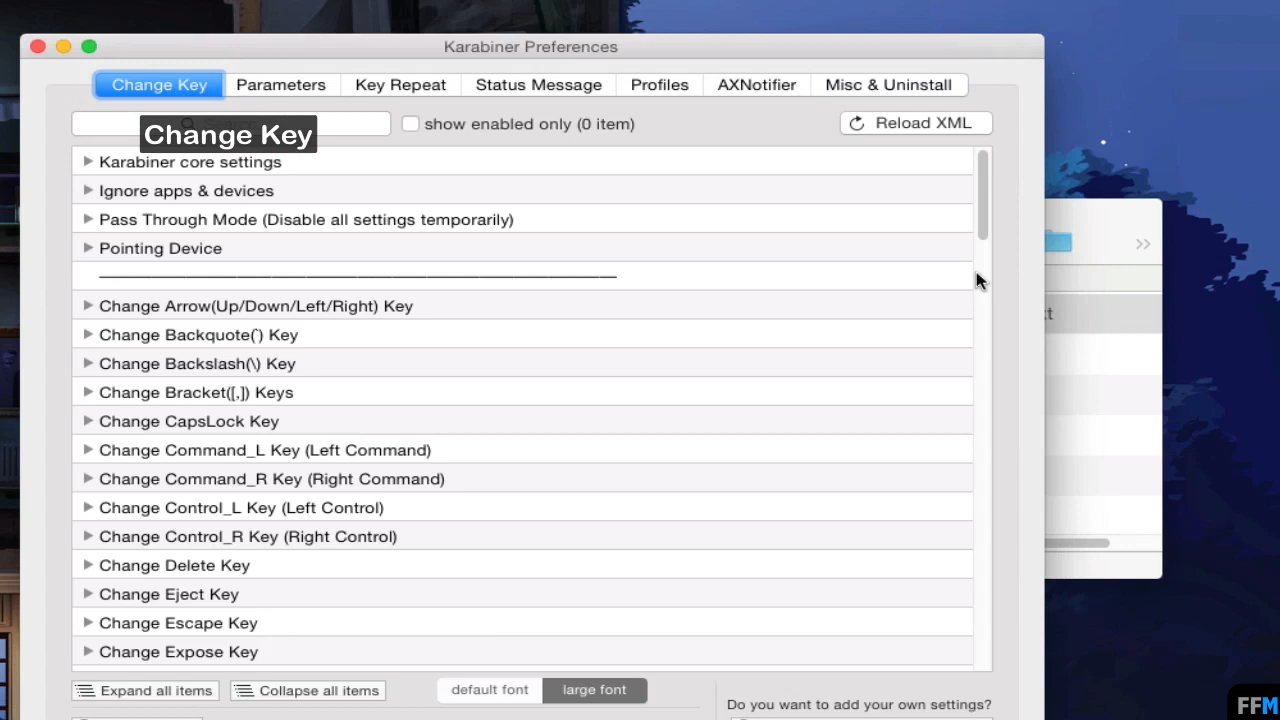 Karabiner Preferences
Change Key Parameters Key Repeat Status Message Profiles AXNotifier Misc & Uninstall
Change Key
show enabled only (0 item)
Reload XML
Karabiner core settings
Ignore apps & devices
Pass Through Mode (Disable all settings temporarily)
Pointing Device
Change Arrow(Up/Down/Left/Right) Key
Change Backquote(`) Key
Change Backslash(\) Key
Change Bracket([,]) Keys
Change CapsLock Key
Change Command_L Key (Left Command)
Change Command_R Key (Right Command)
Change Control_L Key (Left Control)
Change Control_R Key (Right Control)
Change Delete Key
Change Eject Key
Change Escape Key
Change Expose Key
Expand all items
Collapse all items
default font
large font
Do you want to add your own settings?
FFM